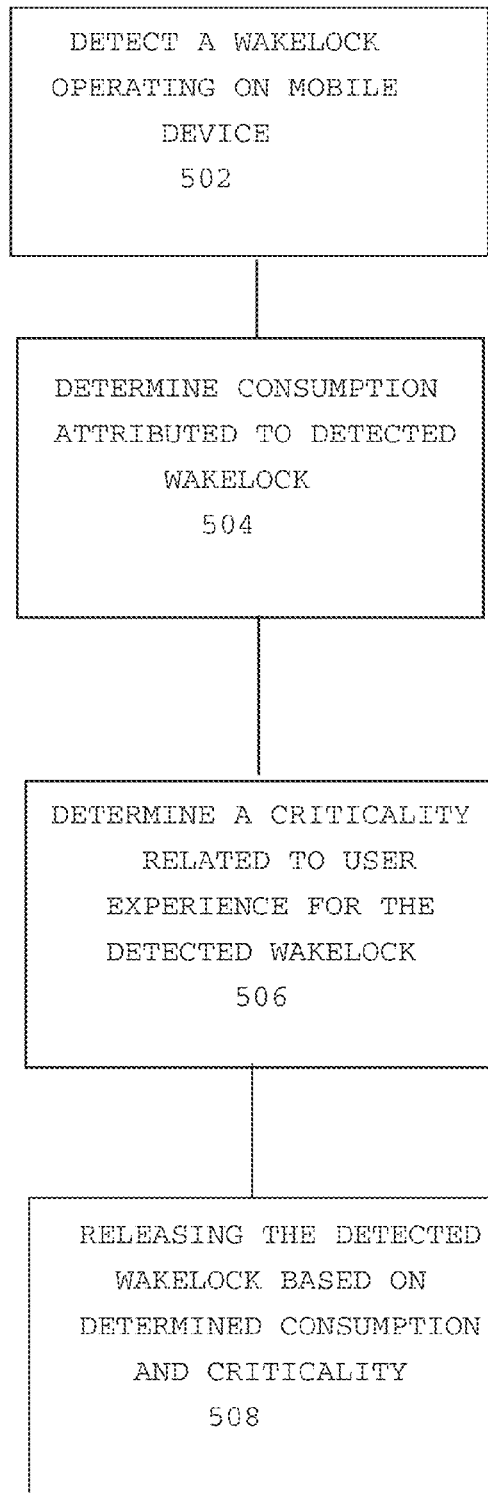 DETECT A WAKELOCK
OPERATING ON MOBILE
DEVICE
502
DETERMINE CONSUMPTION
ATTRIBUTED TO DETECTED
WAKELOCK
504
DETERMINE A CRITICALITY
RELATED TO USER
EXPERIENCE FOR THE
DETECTED WAKELOCK
506
RELEASING THE DETECTED
WAKELOCK BASED ON
DETERMINED CONSUMPTION
AND CRITICALITY
508